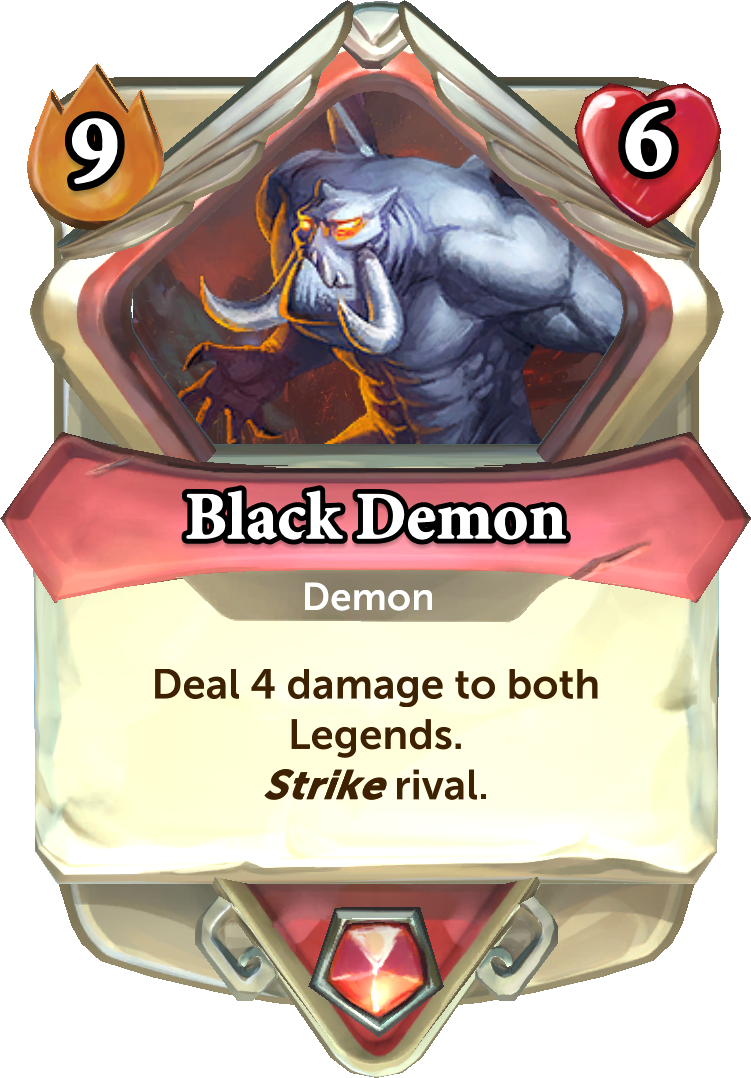 9
6
Black Demon
Demon
Deal 4 damage to both
Legends.
Strike rival.